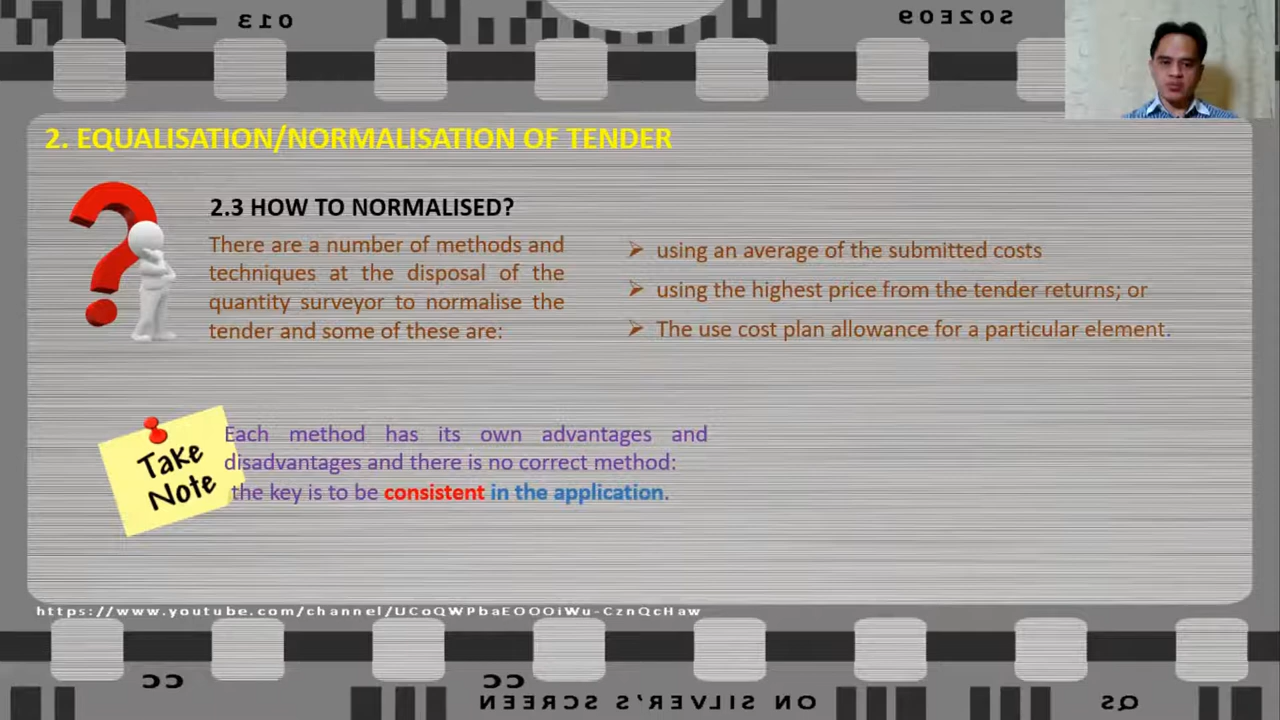 013
S02E09
2. EQUALISATION/NORMALISATION OF TENDER
2.3 HOW TO NORMALISED?
There are a number of methods and
techniques at the disposal of the
quantity surveyor to normalise the
tender and some of these are:
➢ using an average of the submitted costs
➢ using the highest price from the tender returns; or
➢ The use cost plan allowance for a particular element.
Take
Note
Each method has its own advantages and
disadvantages and there is no correct method:
the key is to be consistent in the application.
https://www.youtube.com/channel/UCoQWPbaEOOOiWu-CznQcHaw
CC
CC
ON SILVER'S SCREEN
QS